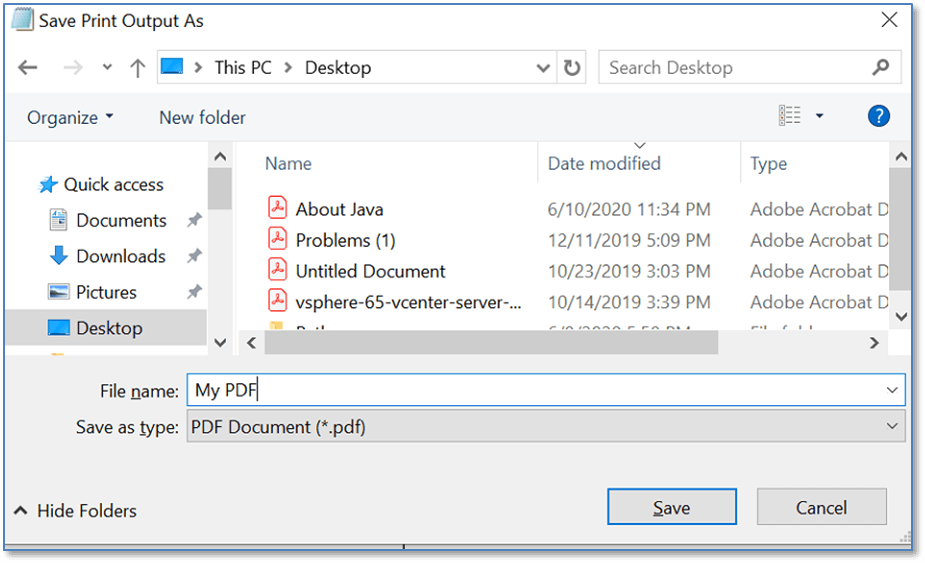 Save Print Output As
This PC Desktop
Search Desktop
Organize New folder
?
Name Date modified Type
Quick access
Documents
Downloads
Pictures
Desktop
About Java 6/10/2020 11:34 PM Adobe Acrobat D
Problems (1) 12/11/2019 5:09 PM Adobe Acrobat D
Untitled Document 10/23/2019 3:03 PM Adobe Acrobat D
vsphere-65-vcenter-server-... 10/14/2019 3:39 PM Adobe Acrobat D
File name: My PDF
Save as type: PDF Document (*.pdf)
Hide Folders
Save Cancel